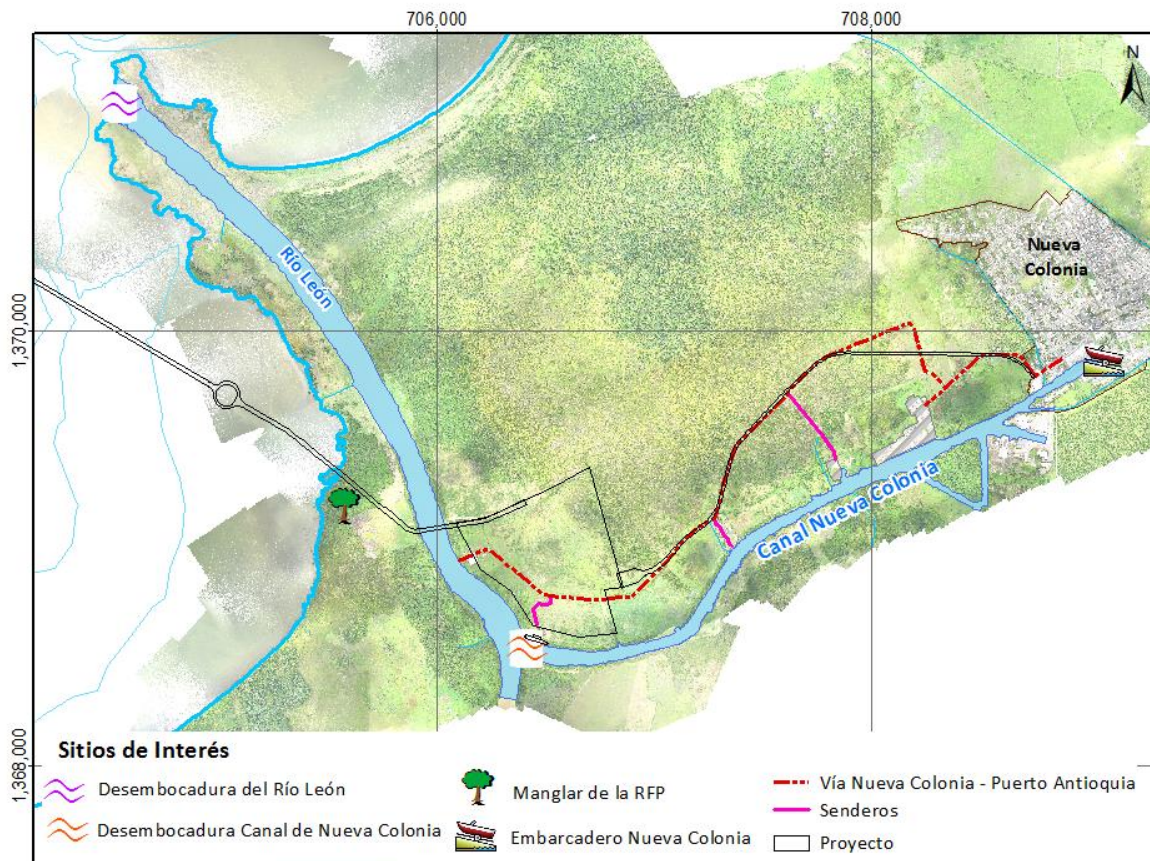 706,000
708,000
N
Río León
Nueva
Colonia
1,370,000
Canal Nueva Colonia
1,368,000
Sitios de Interés
Desembocadura del Río León
Desembocadura Canal de Nueva Colonia
Manglar de la RFP
Embarcadero Nueva Colonia
Vía Nueva Colonia - Puerto Antioquia
Senderos
Proyecto